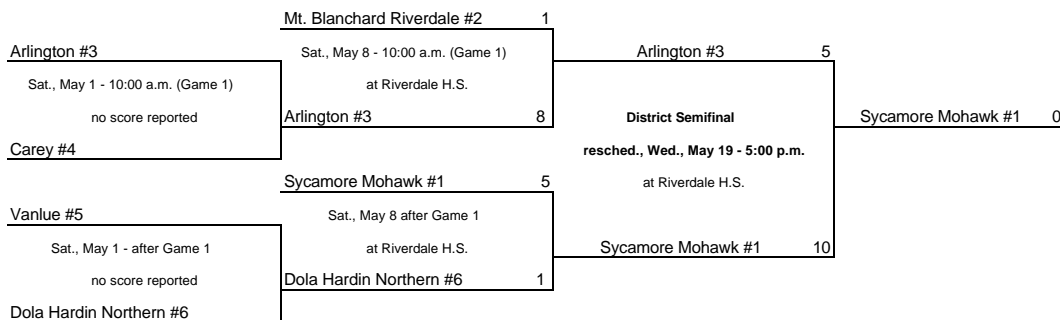 Mt. Blanchard Riverdale #2 1
Arlington #3
Sat., May 8 - 10:00 a.m. (Game 1)
Arlington #3 5
Sat., May 1 - 10:00 a.m. (Game 1)
at Riverdale H.S.
no score reported
Arlington #3 8
District Semifinal
Sycamore Mohawk #1 0
Carey #4
resched., Wed., May 19 - 5:00 p.m.
Sycamore Mohawk #1 5
at Riverdale H.S.
Vanlue #5
Sat., May 8 after Game 1
Sat., May 1 - after Game 1
at Riverdale H.S.
Sycamore Mohawk #1 10
no score reported
Dola Hardin Northern #6 1
Dola Hardin Northern #6